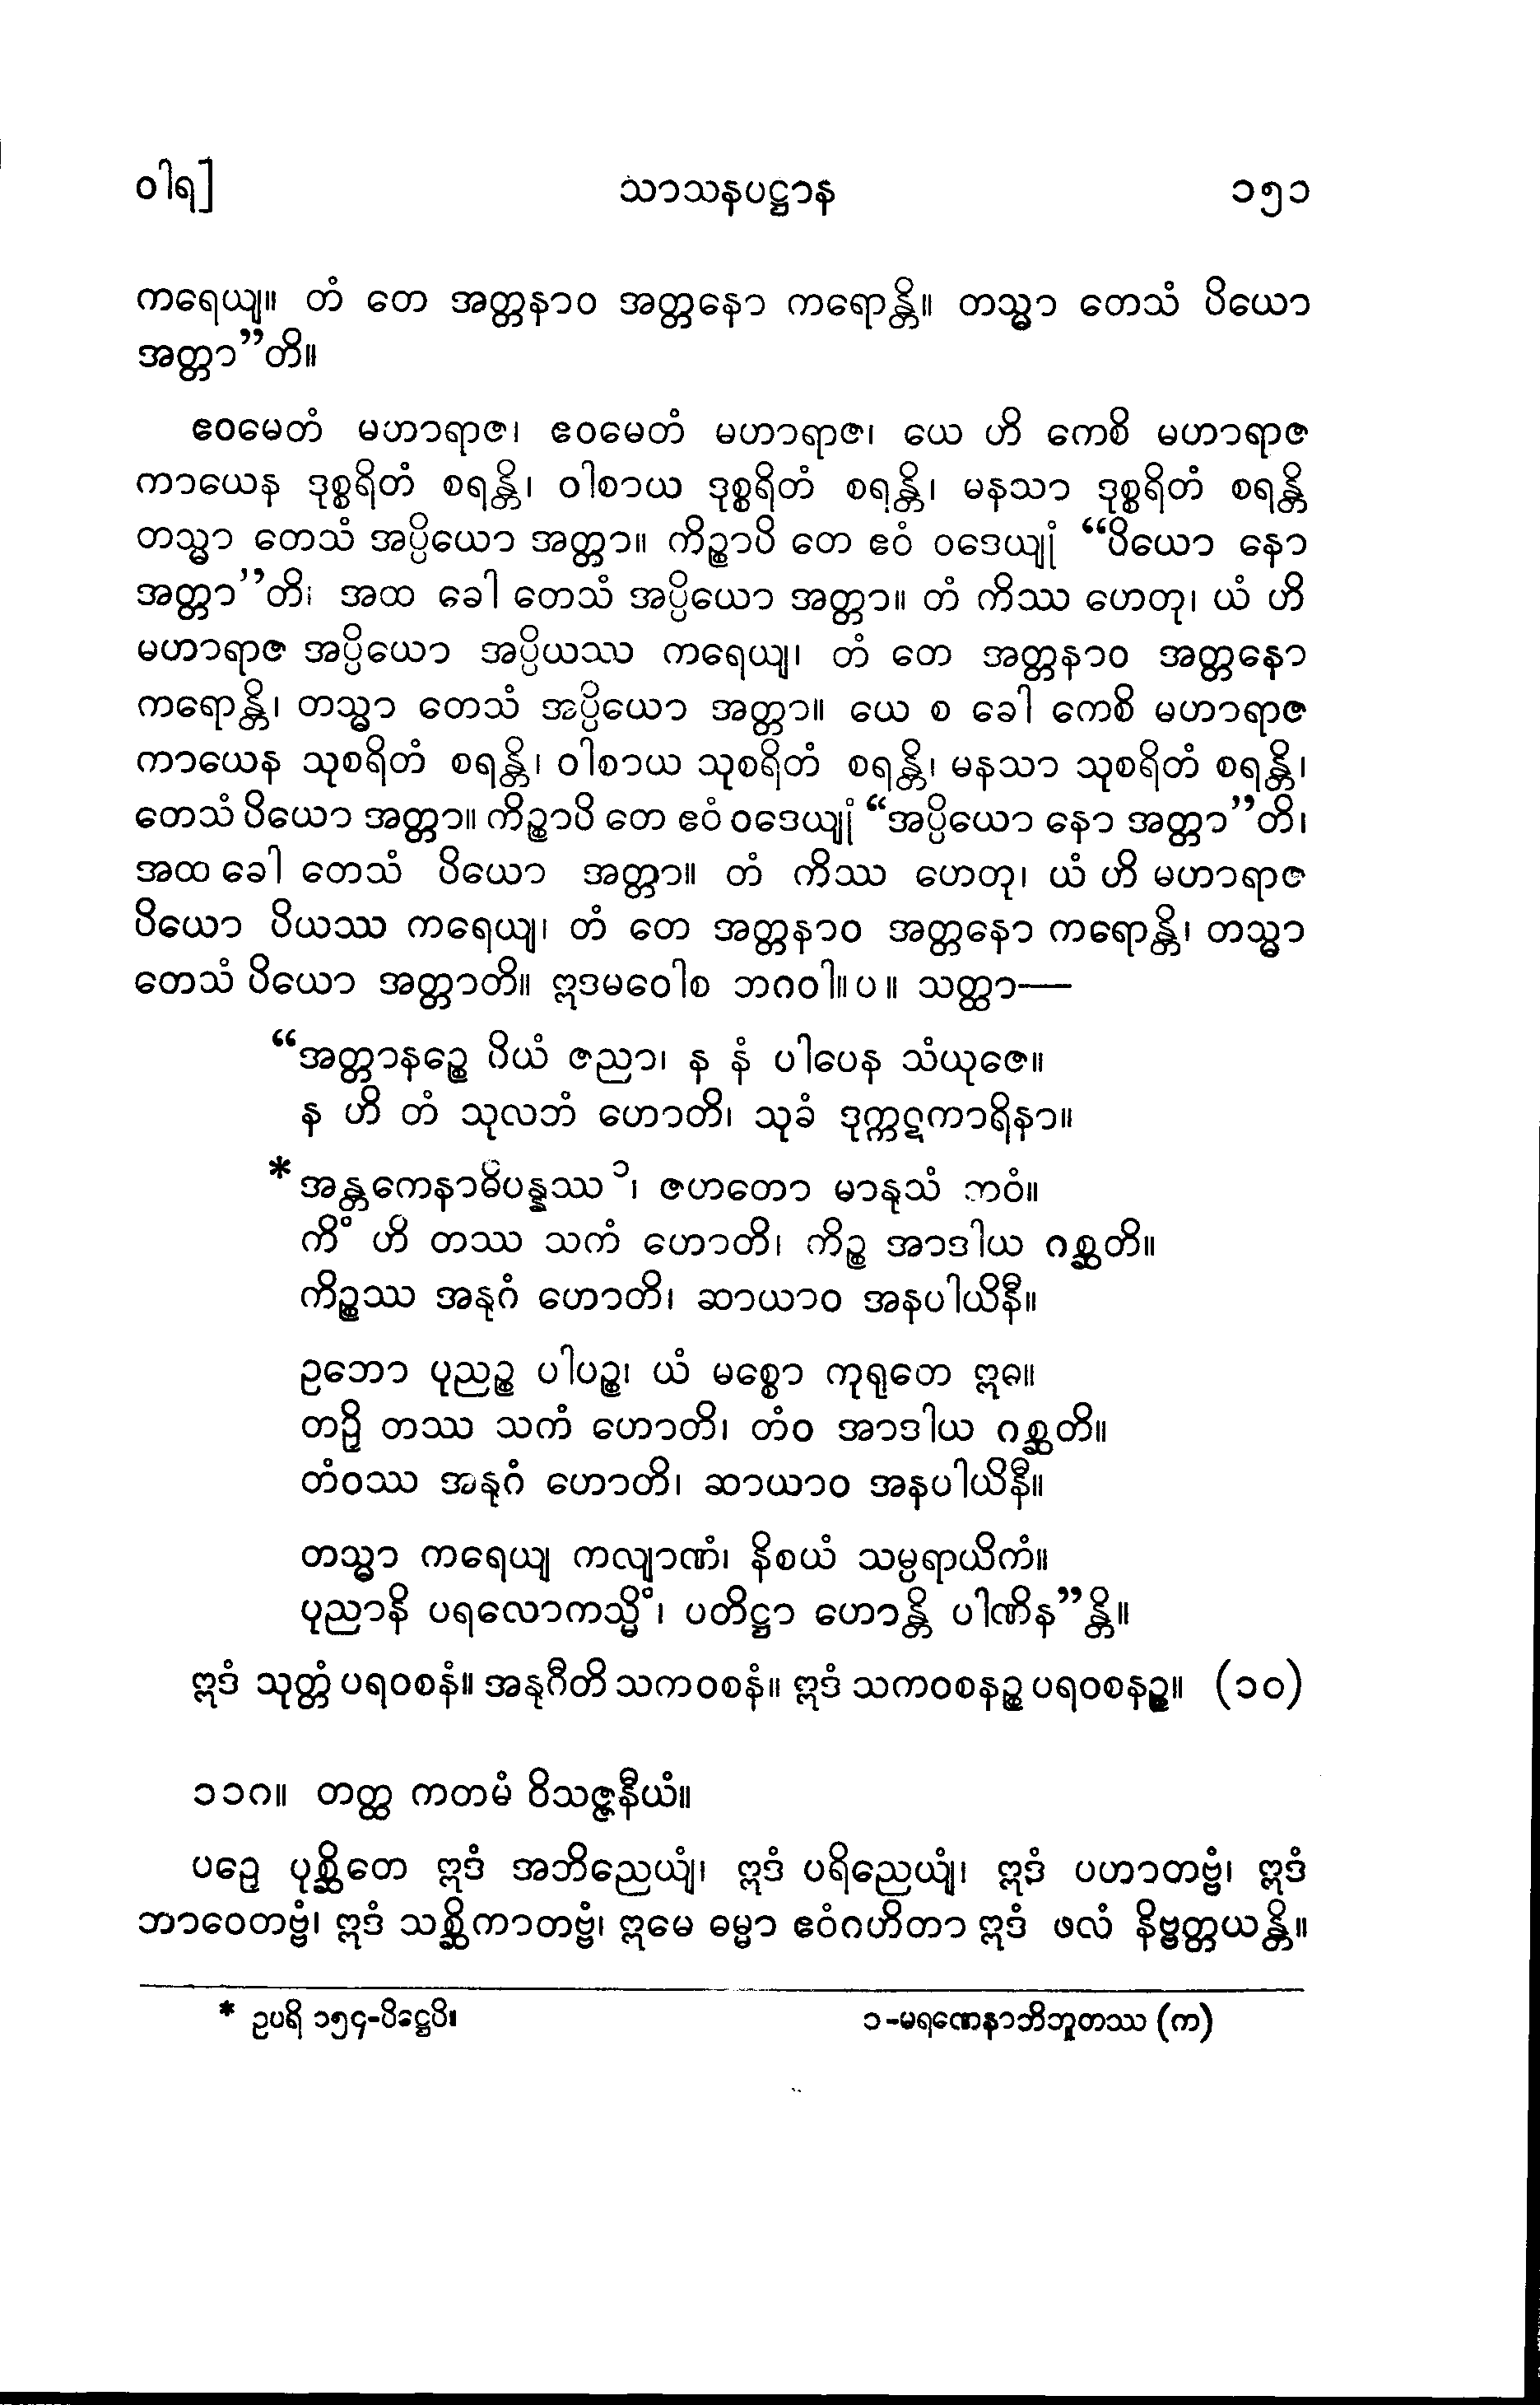 ဝါရ] သာသနပဋ္ဌာန ၁၅၁
ကရေယျ။ တံ တေ အတ္တနာဝ အတ္တနော ကရောန္တိ။ တသ္မာ တေသံ ပိယော
အတ္တာ”တိ။
ဧဝမေတံ မဟာရာဇ၊ ဧဝမေတံ မဟာရာဇ၊ ယေ ဟိ ကေစိ မဟာရာဇ
ကာယေန ဒုစ္စရိတံ စရန္တိ၊ ဝါစာယ ဒုစ္စရိတံ စရန္တိ၊ မနသာ ဒုစ္စရိတံ စရန္တိ
တသ္မာ တေသံ အပ္ပိယော အတ္တာ။ ကိဉ္စာပိ တေ ဧဝံ ဝဒေယျုံ “ပိယော နော
အတ္တာ”တိ၊ အထ ခေါ တေသံ အပ္ပိယော အတ္တာ။ တံ ကိဿ ဟေတု၊ ယံ ဟိ
မဟာရာဇ အပ္ပိယော အပ္ပိယဿ ကရေယျ၊ တံ တေ အတ္တနာဝ အတ္တနော
ကရောန္တိ၊ တသ္မာ တေသံ အပ္ပိယော အတ္တာ။ ယေ စ ခေါ ကေစိ မဟာရာဇ
ကာယေန သုစရိတံ စရန္တိ၊ ဝါစာယ သုစရိတံ စရန္တိ၊ မနသာ သုစရိတံ စရန္တိ၊
တေသံ ပိယော အတ္တာ။ ကိဉ္စာပိ တေ ဧဝံ ဝဒေယျုံ “အပ္ပိယော နော အတ္တာ”တိ၊
အထ ခေါ တေသံ ပိယော အတ္တာ။ တံ ကိဿ ဟေတု၊ ယံ ဟိ မဟာရာဇ
ပိယော ပိယဿ ကရေယျ၊ တံ တေ အတ္တနာဝ အတ္တနော ကရောန္တိ၊ တသ္မာ
တေသံ ပိယော အတ္တာတိ။ ဣဒမဝေါစ ဘဂဝါ။ ပ ။ သတ္ထာ—
“အတ္တာနဉ္စေ ပိယံ ဇညာ၊ န နံ ပါပေန သံယုဇေ။
န ဟိ တံ သုလဘံ ဟောတိ၊ သုခံ ဒုက္ကဋကာရိနာ။
* အန္တကေနာဓိပန္နဿ ၁၊ ဇဟတော မာနုသံ ဘဝံ။
ကိံ ဟိ တဿ သကံ ဟောတိ၊ ကိဉ္စ အာဒါယ ဂစ္ဆတိ။
ကိဉ္စဿ အနုဂံ ဟောတိ၊ ဆာယာဝ အနပါယိနီ။
ဥဘော ပုညဉ္စ ပါပဉ္စ၊ ယံ မစ္စော ကုရုတေ ဣဓ။
တဉှိ တဿ သကံ ဟောတိ၊ တံဝ အာဒါယ ဂစ္ဆတိ။
တံဝဿ အနုဂံ ဟောတိ၊ ဆာယာဝ အနပါယိနီ။
တသ္မာ ကရေယျ ကလျာဏံ၊ နိစယံ သမ္ပရာယိကံ။
ပုညာနိ ပရလောကသ္မိံ၊ ပတိဋ္ဌာ ဟောန္တိ ပါဏိန”န္တိ။
ဣဒံ သုတ္တံ ပရဝစနံ။ အနုဂီတိ သကဝစနံ။ ဣဒံ သကဝစနဉ္စ ပရဝစနဉ္စ။ (၁၀)
၁၁ဂ။ တတ္ထ ကတမံ ဝိသဇ္ဇနီယံ။
ပဉှေ ပုစ္ဆိတေ ဣဒံ အဘိညေယျံ၊ ဣဒံ ပရိညေယျံ၊ ဣဒံ ပဟာတဗ္ဗံ၊ ဣဒံ
ဘာဝေတဗ္ဗံ၊ ဣဒံ သစ္ဆိကာတဗ္ဗံ၊ ဣမေ ဓမ္မာ ဧဝံဂဟိတာ ဣဒံ ဖလံ နိဗ္ဗတ္တယန္တိ။
* ဥပရိ ၁၅၄-ပိဋ္ဌေပိ။ ၁-မရဏေနာဘိဘူတဿ (က)